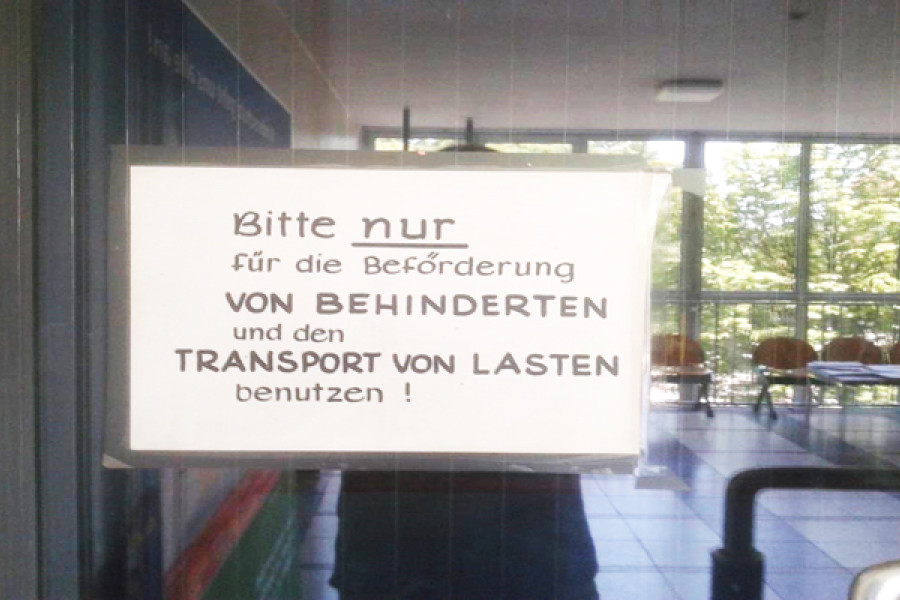 Bitte nur
für die Beförderung
VON BEHINDERTEN
und den
TRANSPORT VON LASTEN
benutzen !